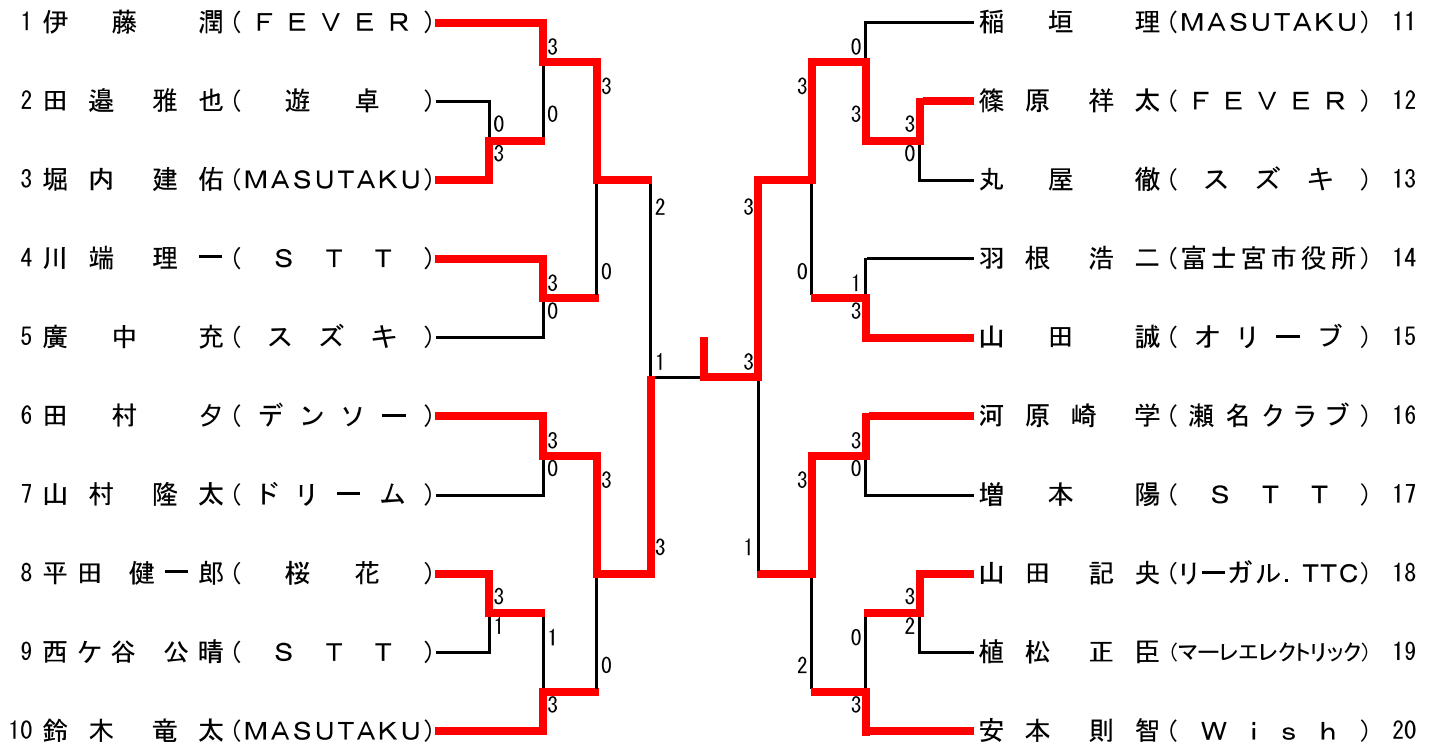 1 伊藤潤(FEVER)
2 田邉雅也(遊卓)
3 堀内建佑(MASUTAKU)
4 川端理一(STT)
5 廣中充(スズキ)
6 田村夕(デンソー)
7 山村隆太(ドリーム)
8 平田健一郎(桜花)
9 西ケ谷公晴(STT)
10 鈴木竜太(MASUTAKU)
3
0
0
3
3
0
3
0
2
3
0
3
1
1
3
3
0
3
1
3
稲垣理(MASUTAKU) 11
篠原祥太(FEVER) 12
丸屋徹(スズキ) 13
羽根浩二(富士宮市役所) 14
山田誠(オリーブ) 15
河原崎学(瀬名クラブ) 16
増本陽(STT) 17
山田記央(リーガル.TTC) 18
植松正臣(マーレエレクトリック) 19
安本則智(Wish) 20
0
3
3
0
1
3
3
0
3
1
3
0
3
2
0
3
3
2